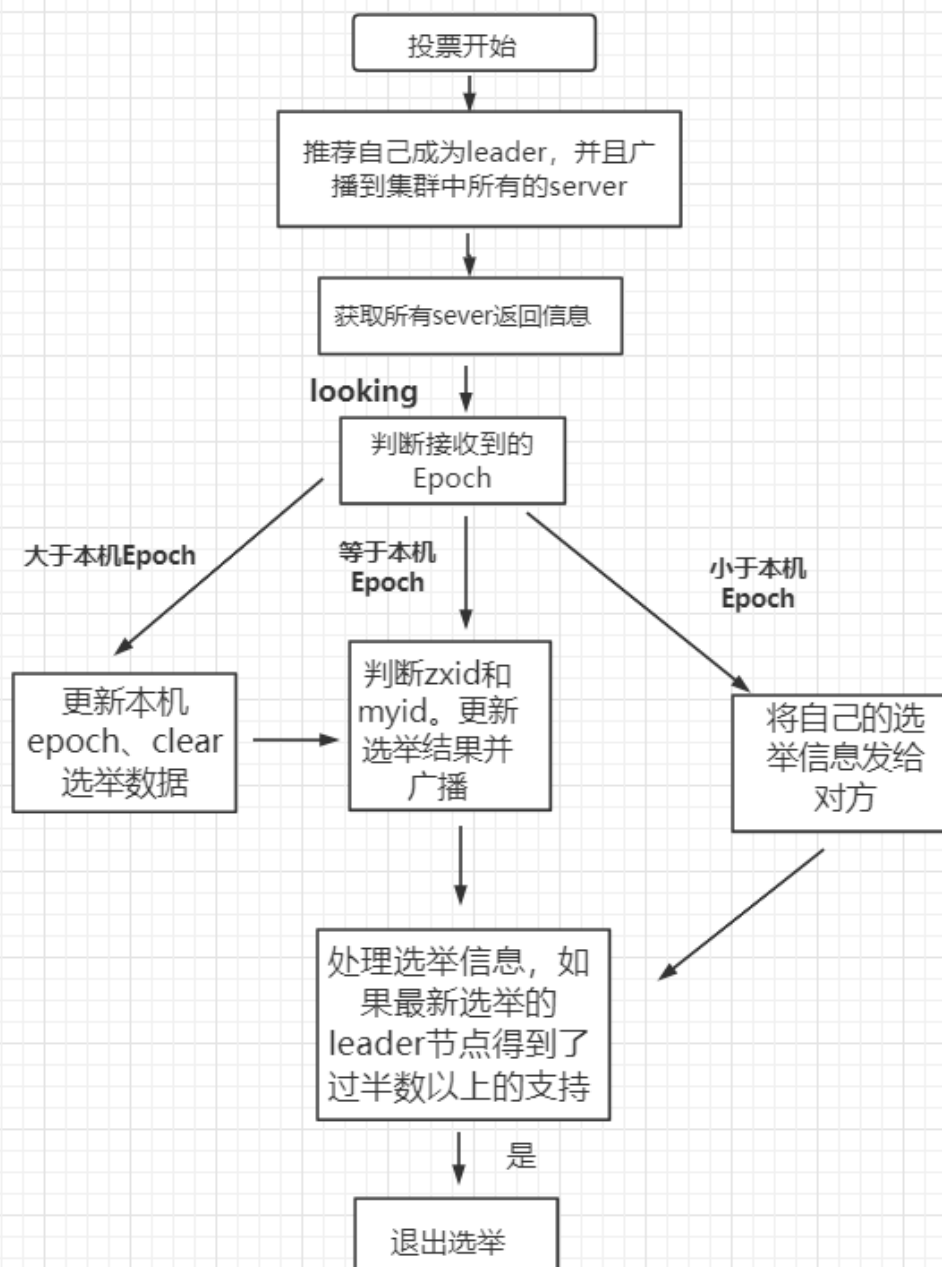 投票开始
推荐自己成为leader，并且广
播到集群中所有的server
获取所有sever返回信息
looking
判断接收到的
Epoch
大于本机Epoch
等于本机
Epoch
小于本机
Epoch
更新本机
epoch、clear
选举数据
判断zxid和
myid。更新
选举结果并
广播
将自己的选
举信息发给
对方
处理选举信息，如
果最新选举的
leader节点得到了
过半数以上的支持
是
退出选举